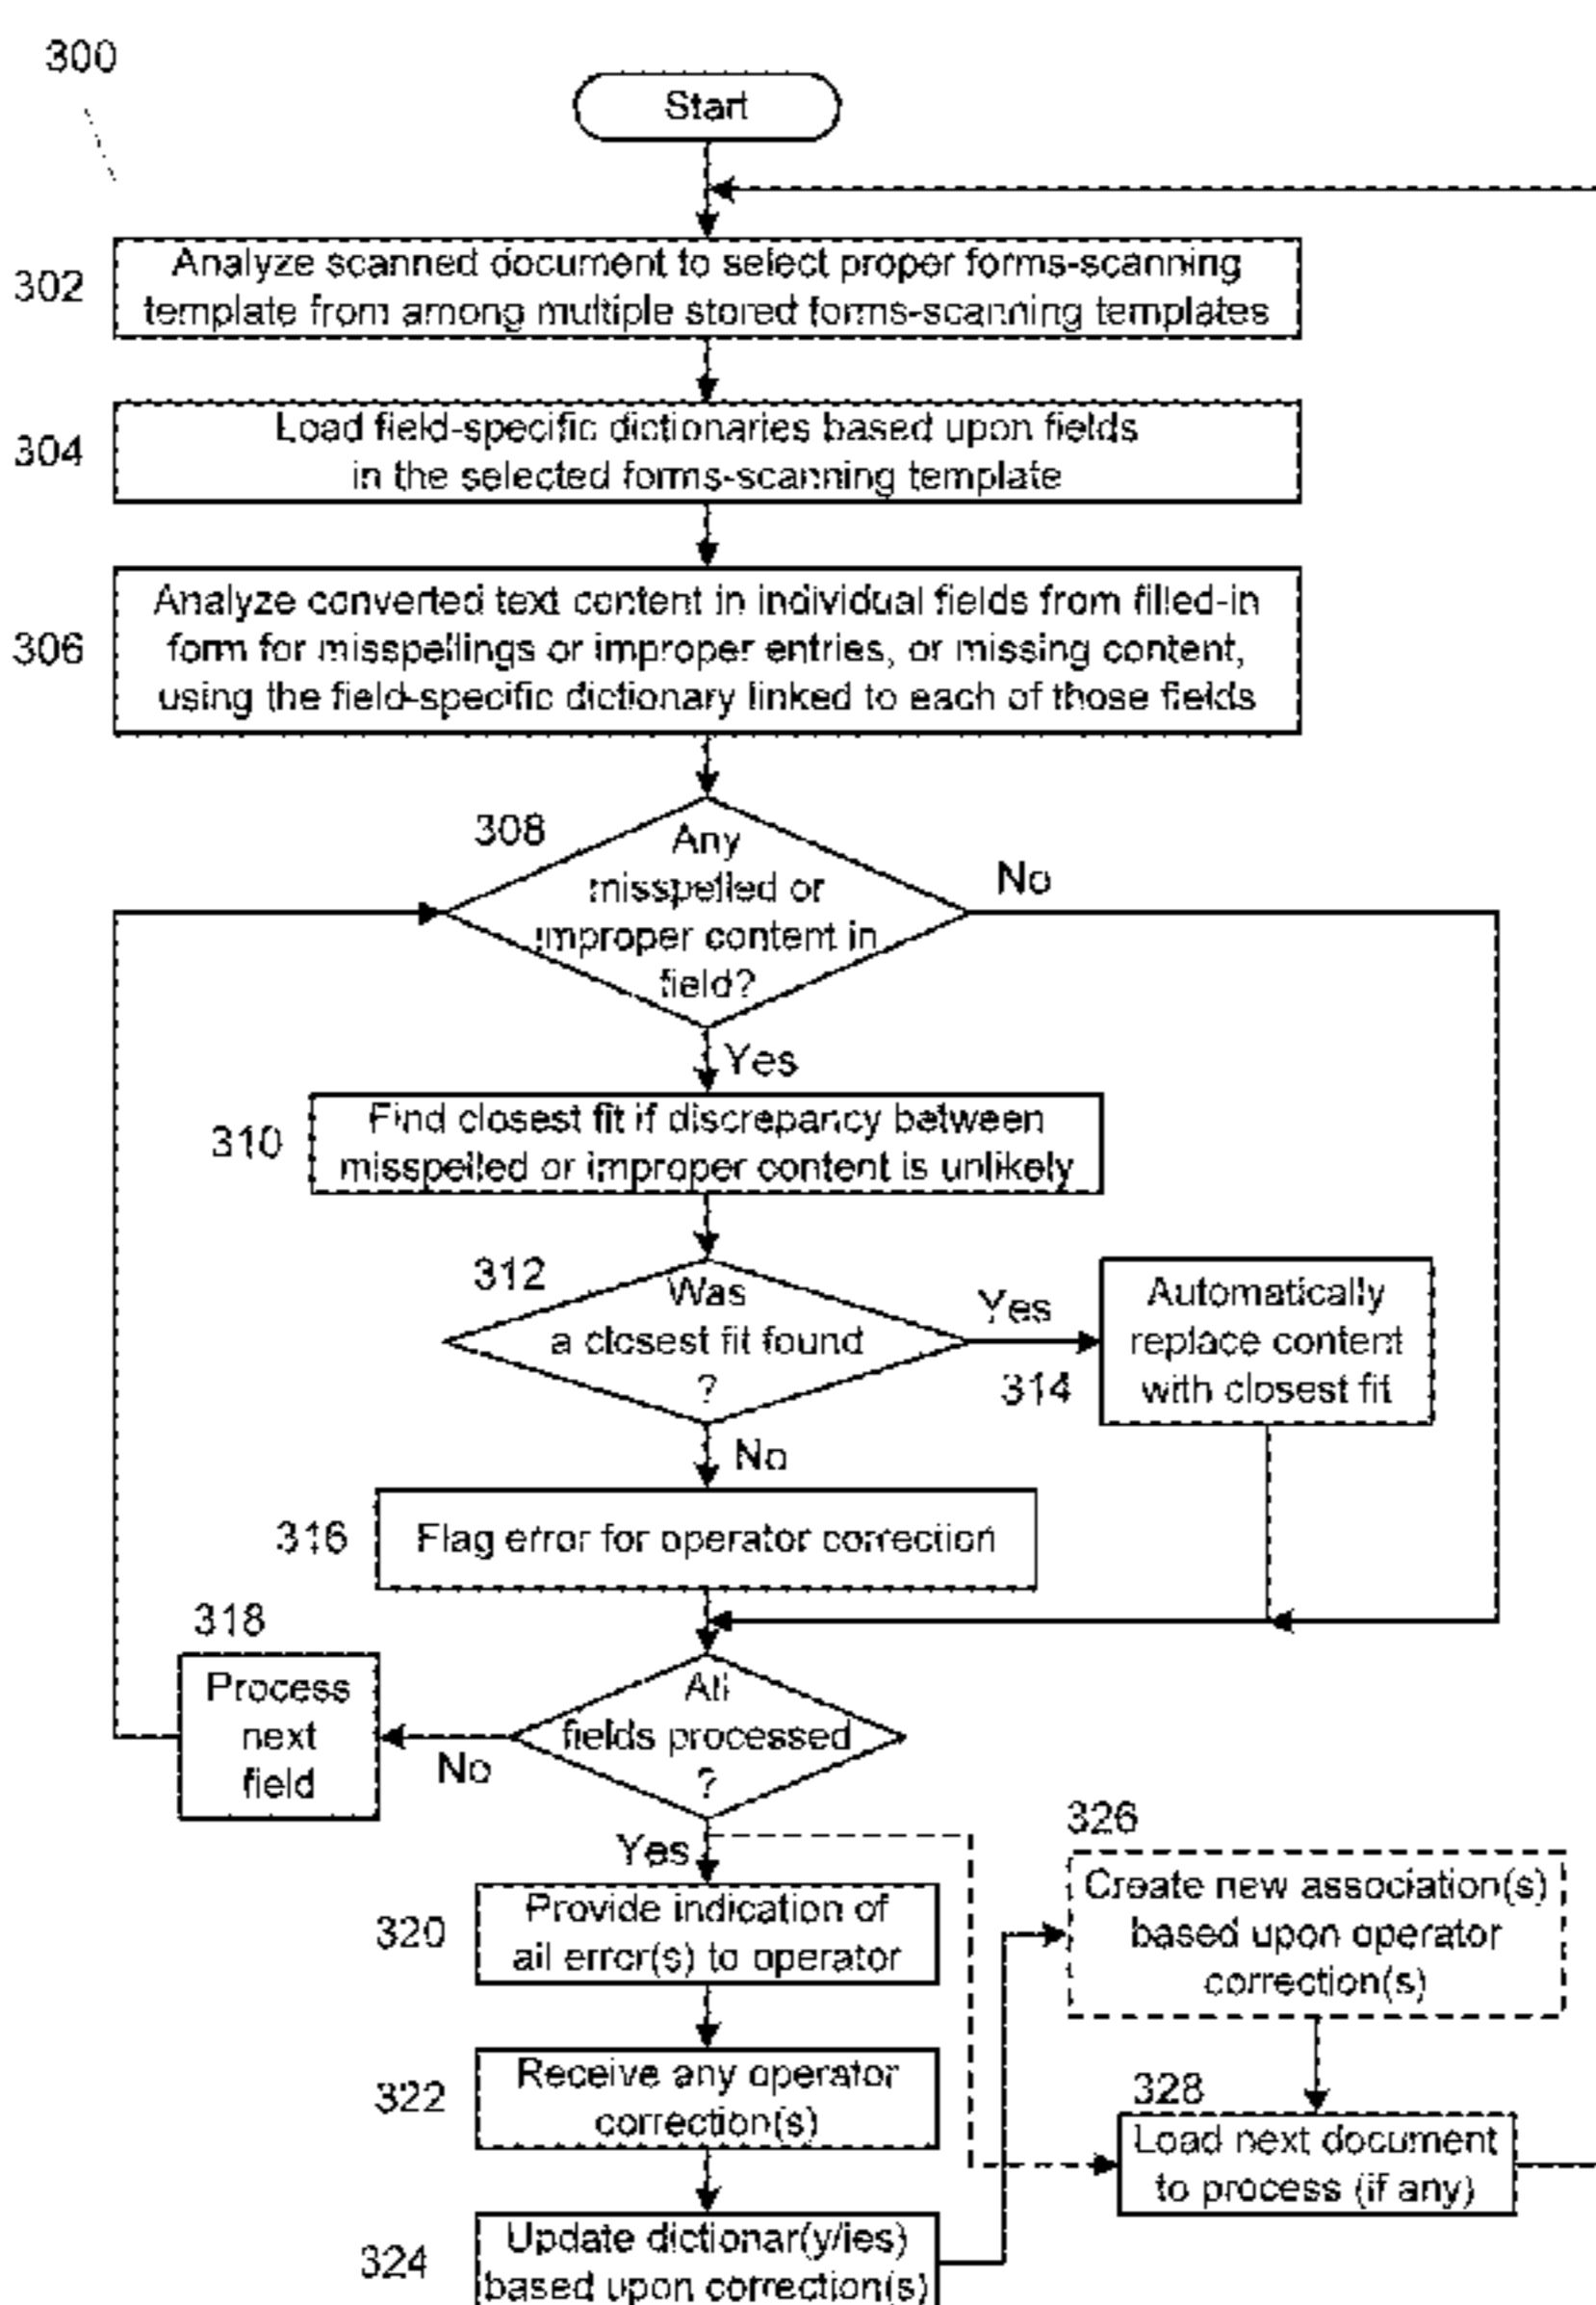 300
Start
302
Analyze scanned document to select proper forms-scanning
template from among multiple stored forms-scanning templates
304
Load field-specific dictionaries based upon fields
in the selected forms-scanning template
306
Analyze converted text content in individual fields from filled-in
form for misspellings or improper entries, or missing content,
using the field-specific dictionary linked to each of those fields
308
Any
misspelled or
improper content in
field?
No
Yes
310
Find closest fit if discrepancy between
misspelled or improper content is unlikely
312
Was
a closest fit found
?
Yes
314
Automatically
replace content
with closest fit
No
316
Flag error for operator correction
318
Process
next
field
No
All
fields processed
?
Yes
320
Provide indication of
all error(s) to operator
322
Receive any operator
correction(s)
324
Update dictionar(y/ies)
based upon correction(s)
326
Create new association(s)
based upon operator
correction(s)
328
Load next document
to process (if any)